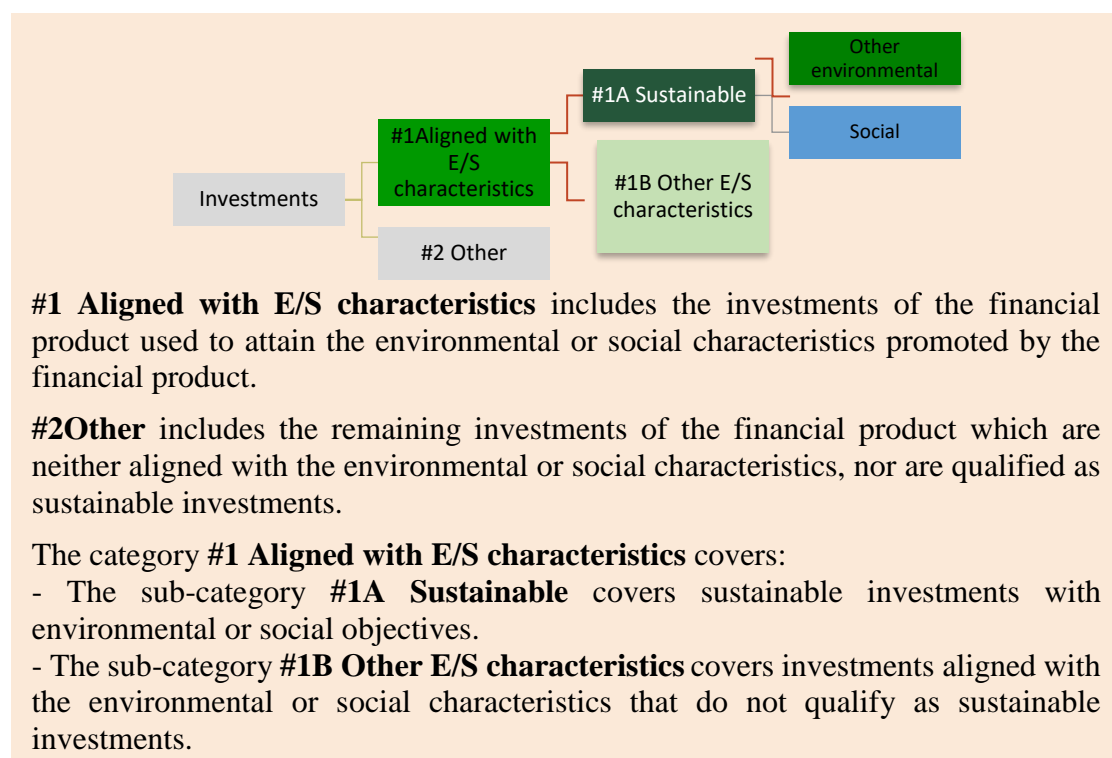 Other
environmental
#1A Sustainable
Social
#1Aligned with
E/S
characteristics
#1B Other E/S
characteristics
Investments
#2 Other
#1 Aligned with E/S characteristics includes the investments of the financial
product used to attain the environmental or social characteristics promoted by the
financial product.
#2Other includes the remaining investments of the financial product which are
neither aligned with the environmental or social characteristics, nor are qualified as
sustainable investments.
The category #1 Aligned with E/S characteristics covers:
- The sub-category #1A Sustainable covers sustainable investments with
environmental or social objectives.
- The sub-category #1B Other E/S characteristics covers investments aligned with
the environmental or social characteristics that do not qualify as sustainable
investments.